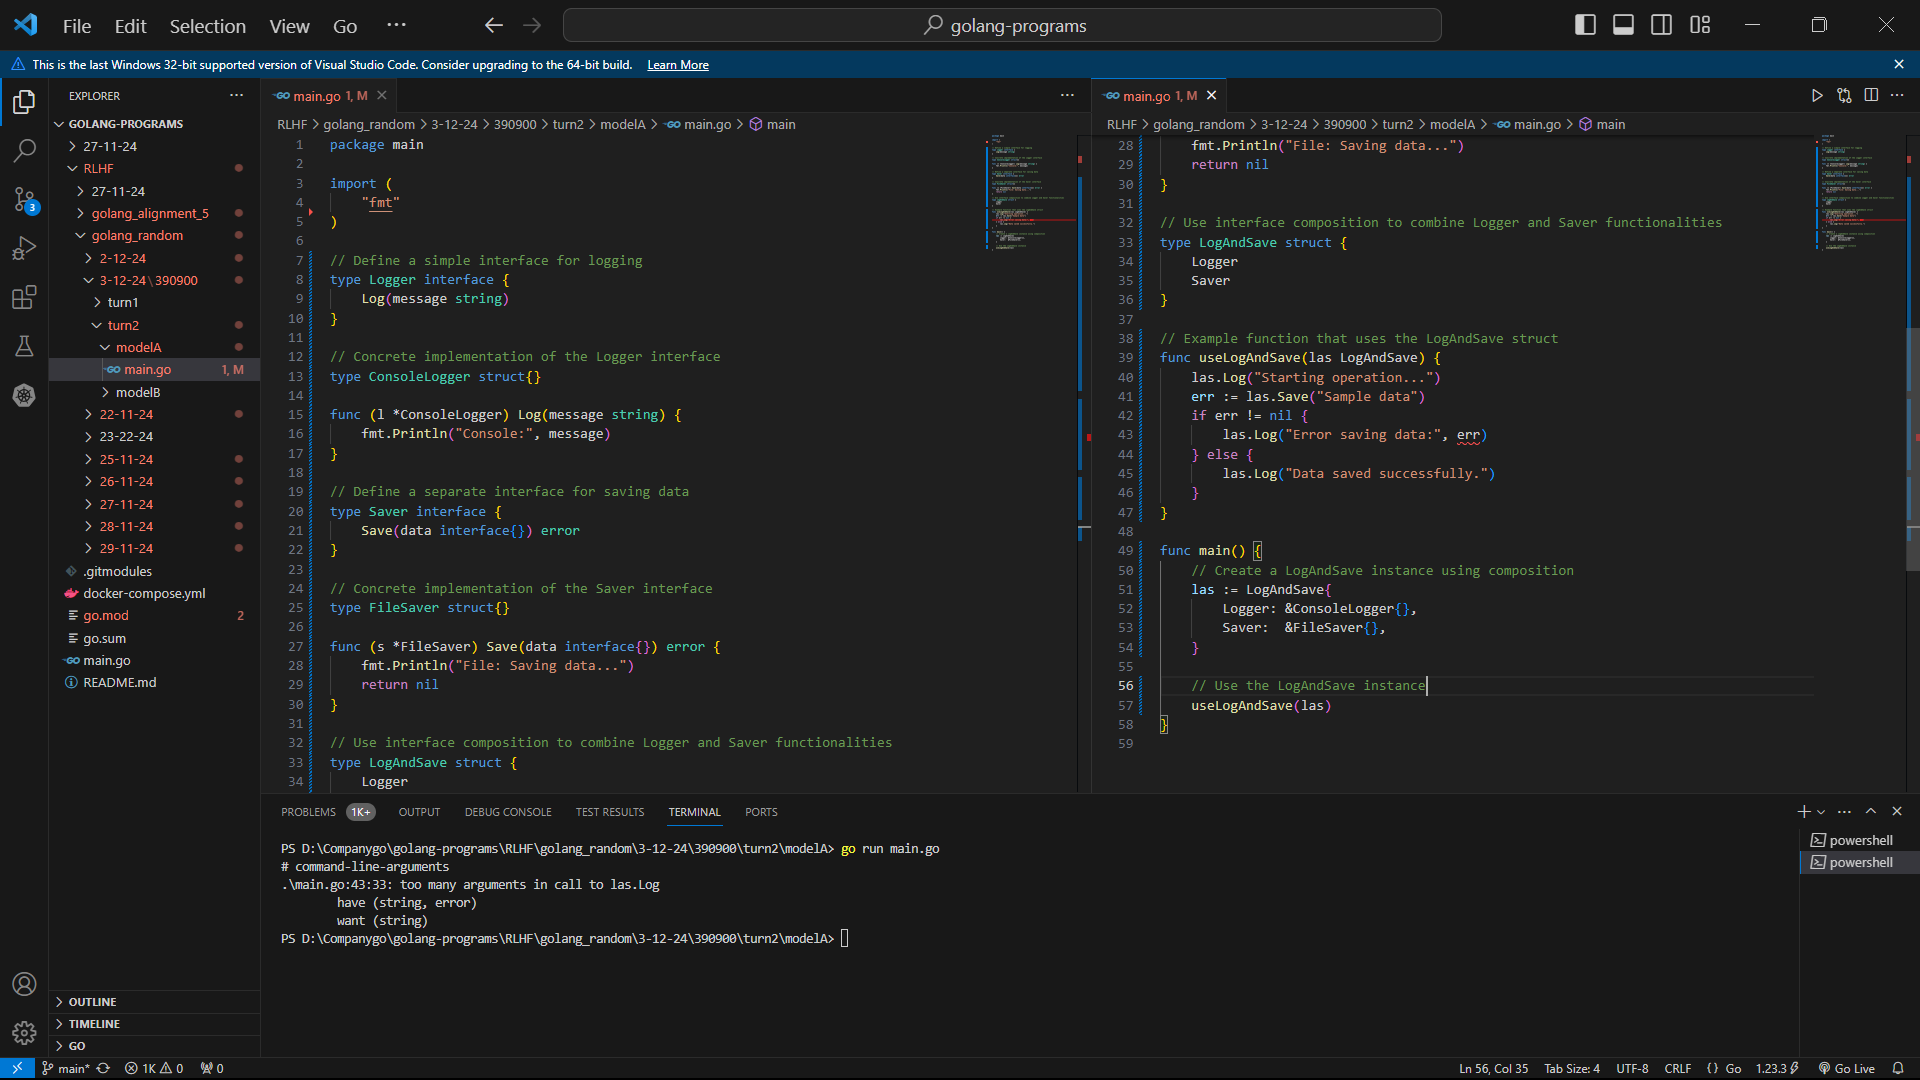 File Edit Selection View Go ··· golang-programs
This is the last Windows 32-bit supported version of Visual Studio Code. Consider upgrading to the 64-bit build. Learn More
EXPLORER ···
GOLANG-PROGRAMS
27-11-24
RLHF
27-11-24
golang_alignment_5
golang_random
2-12-24
3-12-24\390900
turn1
turn2
modelA
main.go 1, M
modelB
22-11-24
23-22-24
25-11-24
26-11-24
27-11-24
28-11-24
29-11-24
.gitmodules
docker-compose.yml
go.mod 2
go.sum
main.go
README.md
OUTLINE
TIMELINE
GO
3
main.go 1, M
RLHF > golang_random > 3-12-24 > 390900 > turn2 > modelA > main.go > main
1 package main
2
3 import (
4 "fmt"
5 )
6
7 // Define a simple interface for logging
8 type Logger interface {
9 Log(message string)
10 }
11
12 // Concrete implementation of the Logger interface
13 type ConsoleLogger struct{}
14
15 func (l *ConsoleLogger) Log(message string) {
16 fmt.Println("Console:", message)
17 }
18
19 // Define a separate interface for saving data
20 type Saver interface {
21 Save(data interface{}) error
22 }
23
24 // Concrete implementation of the Saver interface
25 type FileSaver struct{}
26
27 func (s *FileSaver) Save(data interface{}) error {
28 fmt.Println("File: Saving data...")
29 return nil
30 }
31
32 // Use interface composition to combine Logger and Saver functionalities
33 type LogAndSave struct {
34 Logger
main.go 1, M
RLHF > golang_random > 3-12-24 > 390900 > turn2 > modelA > main.go > main
28 fmt.Println("File: Saving data...")
29 return nil
30 }
31
32 // Use interface composition to combine Logger and Saver functionalities
33 type LogAndSave struct {
34 Logger
35 Saver
36 }
37
38 // Example function that uses the LogAndSave struct
39 func useLogAndSave(las LogAndSave) {
40 las.Log("Starting operation...")
41 err := las.Save("Sample data")
42 if err != nil {
43 las.Log("Error saving data:", err)
44 } else {
45 las.Log("Data saved successfully.")
46 }
47 }
48
49 func main() {
50 // Create a LogAndSave instance using composition
51 las := LogAndSave{
52 Logger: &ConsoleLogger{},
53 Saver: &FileSaver{},
54 }
55
56 // Use the LogAndSave instance
57 useLogAndSave(las)
58 }
59
PROBLEMS 1K+ OUTPUT DEBUG CONSOLE TEST RESULTS TERMINAL PORTS
PS D:\Companygo\golang-programs\RLHF\golang_random\3-12-24\390900\turn2\modelA> go run main.go
# command-line-arguments
.\main.go:43:33: too many arguments in call to las.Log
have (string, error)
want (string)
PS D:\Companygo\golang-programs\RLHF\golang_random\3-12-24\390900\turn2\modelA>
powershell
powershell
main* 1K 0 0 Ln 56, Col 35 Tab Size: 4 UTF-8 CRLF {} Go 1.23.3 Go Live